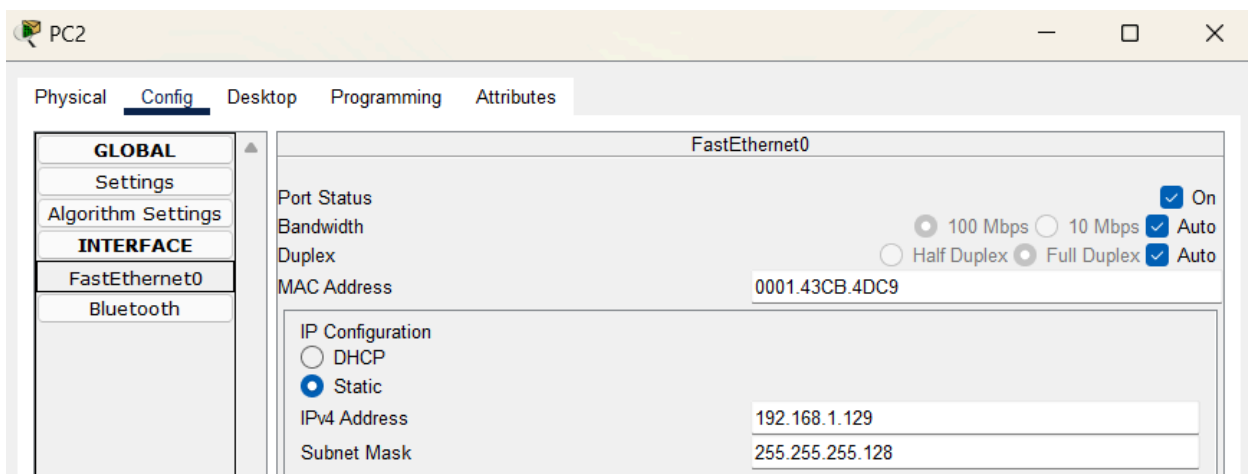 PC2
Physical Config Desktop Programming Attributes
GLOBAL
Settings
Algorithm Settings
INTERFACE
FastEthernet0
Bluetooth
FastEthernet0
Port Status On
Bandwidth 100 Mbps 10 Mbps Auto
Duplex Half Duplex Full Duplex Auto
MAC Address 0001.43CB.4DC9
IP Configuration
DHCP
Static
IPv4 Address 192.168.1.129
Subnet Mask 255.255.255.128